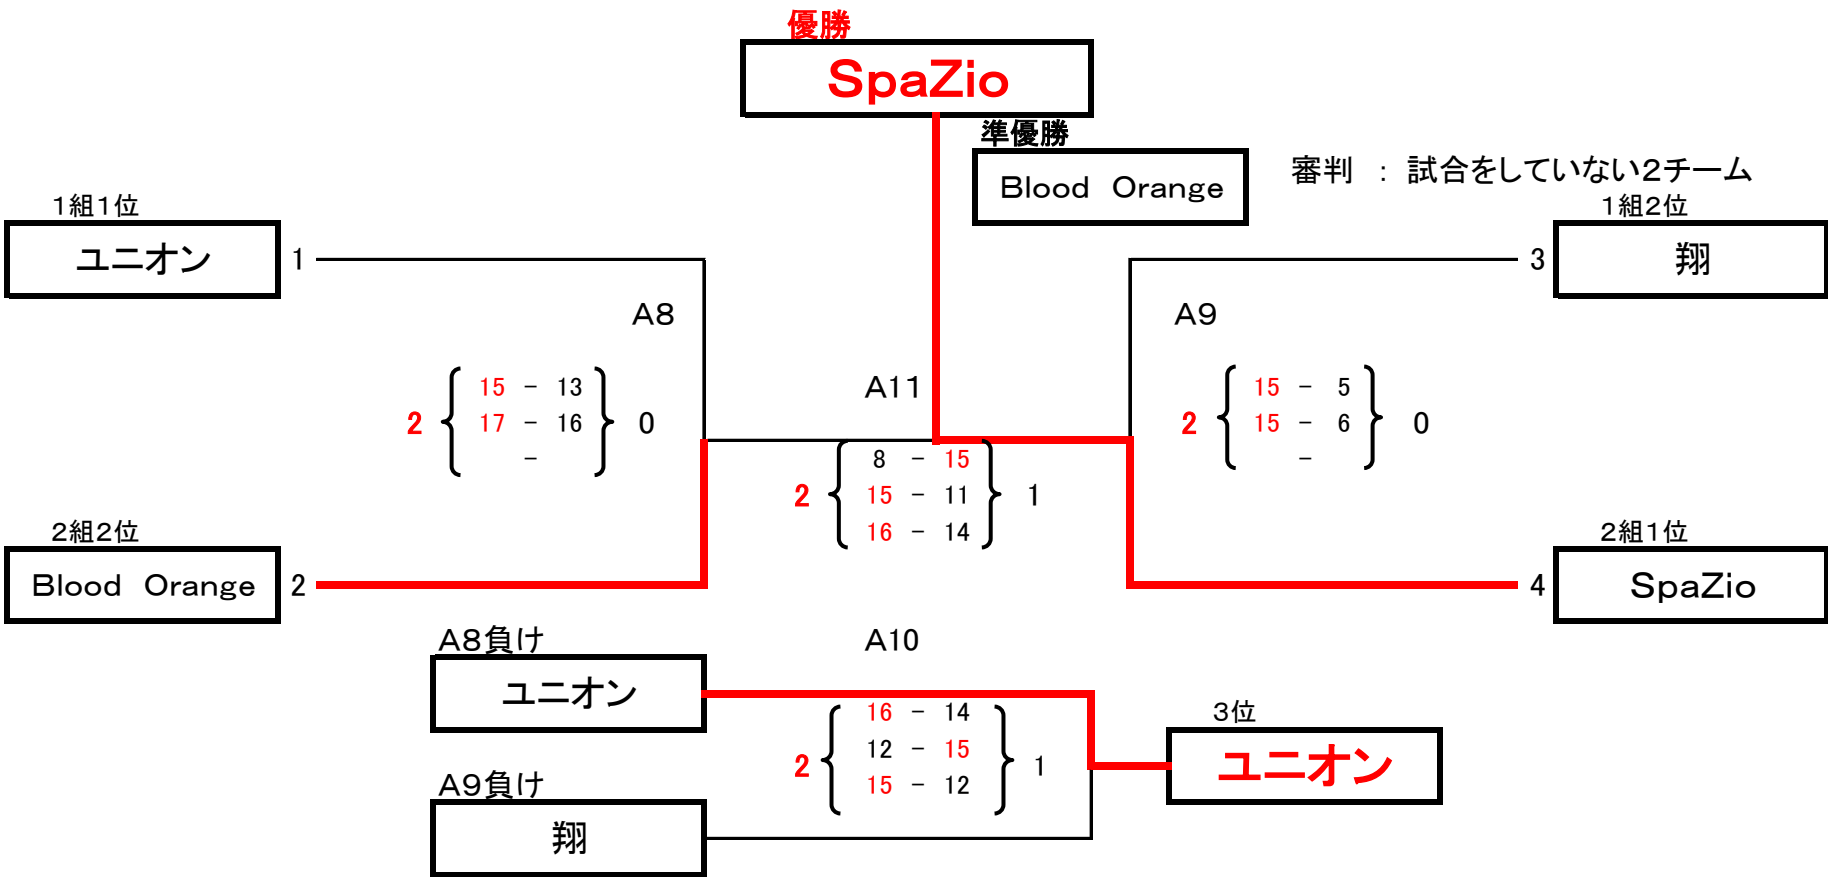 優勝
SpaZio
準優勝
Blood Orange
審判 : 試合をしていない2チーム
1組1位
ユニオン 1
1組2位
3 翔
A8
A9
15 - 13
2 17 - 16 0
-
15 - 5
2 15 - 6 0
-
A11
8 - 15
2 15 - 11 1
16 - 14
2組2位
Blood Orange 2
2組1位
4 SpaZio
A8負け
ユニオン
A10
16 - 14
2 12 - 15 1
15 - 12
3位
ユニオン
A9負け
翔